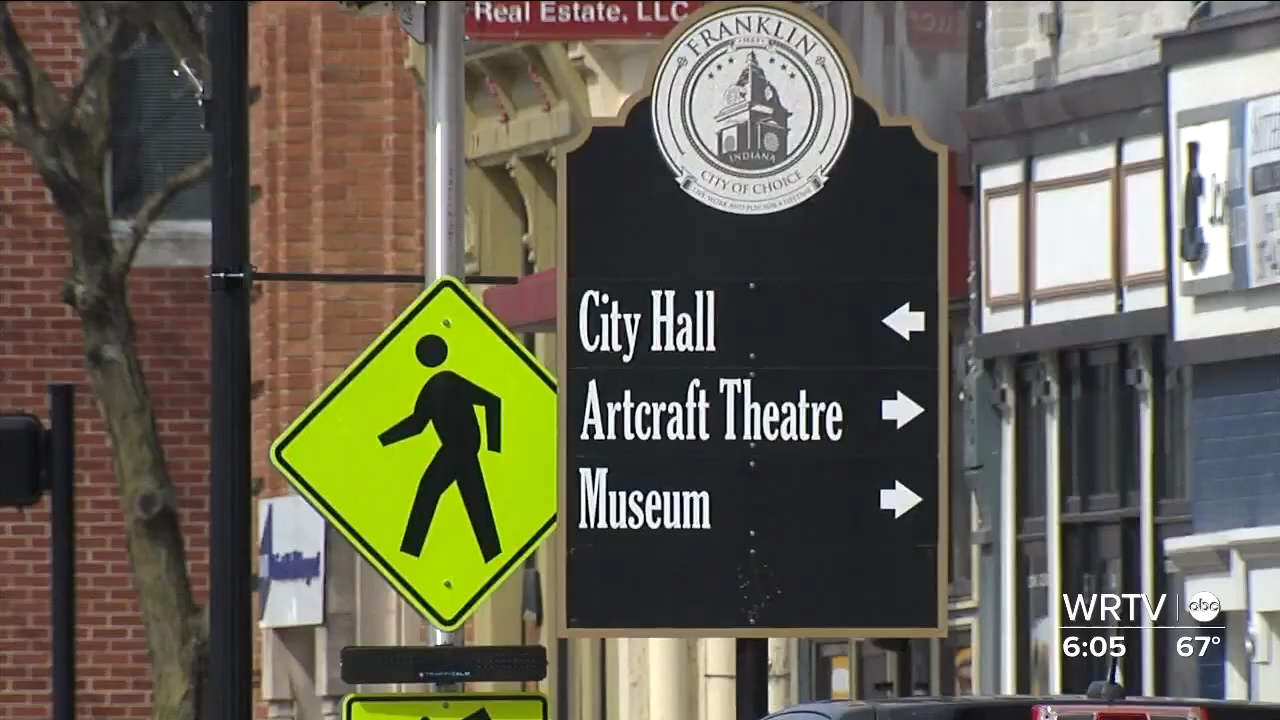 Real Estate, LLC
FRANKLIN
INDIANA
CITY OF CHOICE
City Hall
Artcraft Theatre
Museum
WRTV abc
6:05 67°